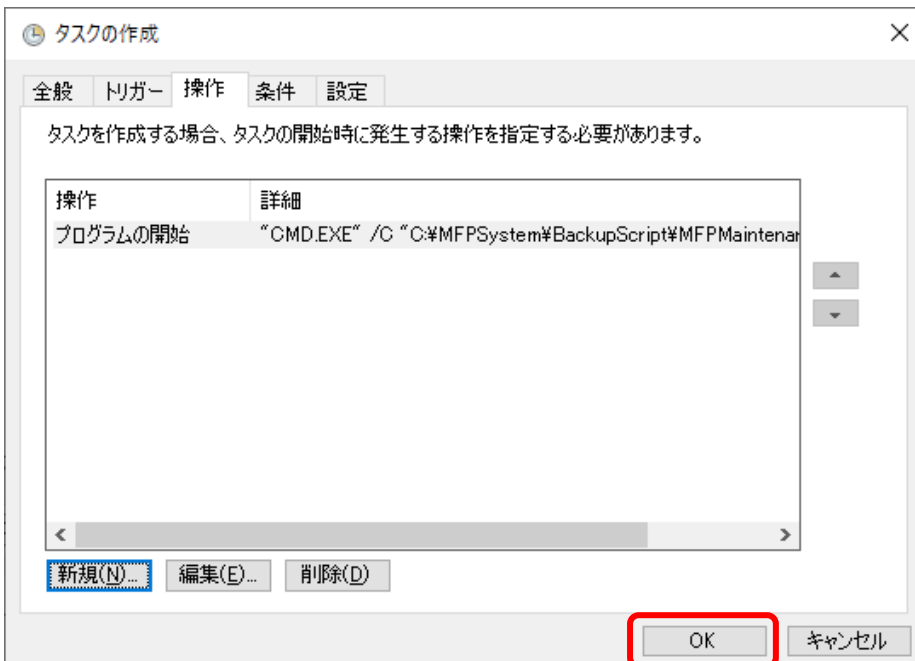 タスクの作成
全般 トリガー 操作 条件 設定
タスクを作成する場合、タスクの開始時に発生する操作を指定する必要があります。
操作 詳細
プログラムの開始 "CMD.EXE" /C "C:¥MFPSystem¥BackupScript¥MFPMaintenar
新規(N)... 編集(E)... 削除(D)
OK キャンセル